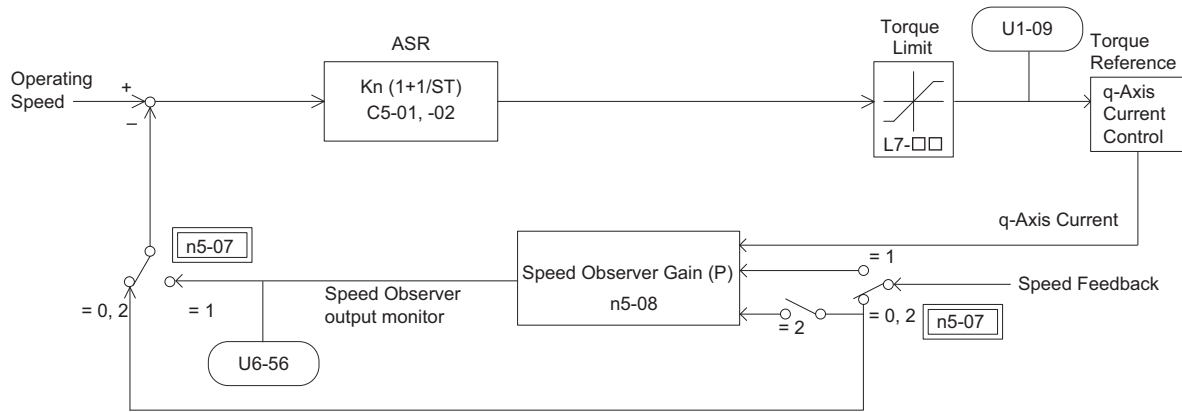 U1-09
ASR
Torque
Limit
Torque
Reference
Operating
Speed
+
–
Kn (1+1/ST)
C5-01, -02
L7-□□
q-Axis
Current
Control
q-Axis Current
n5-07
= 0, 2
= 1
Speed Observer
output monitor
U6-56
Speed Observer Gain (P)
n5-08
= 1
Speed Feedback
= 2
= 0, 2
n5-07